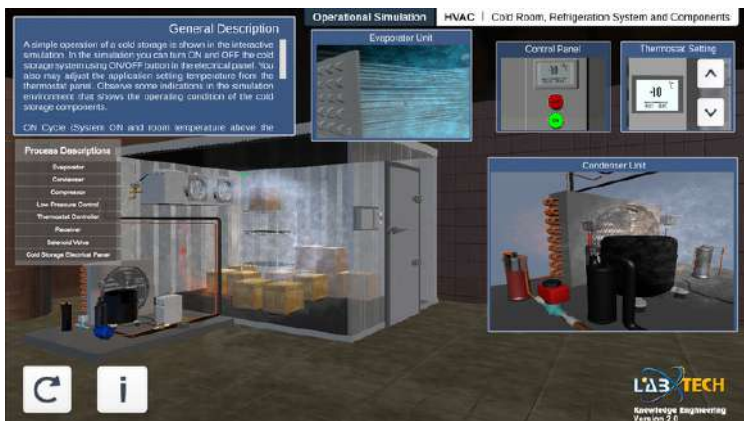 Operational Simulation HVAC | Cold Room, Refrigeration System and Components
General Description
A simple operation of a cold storage is shown in the interactive
simulation. In the simulation you can turn ON and OFF the cold
storage system using ON/OFF button in the electrical panel. You
also may adjust the application setting temperature from the
thermostat panel. Observe some indications in the simulation
environment that shows the operating condition of the cold
storage components.
ON Cycle (System ON and room temperature above the
Evaporator Unit
Control Panel
Thermostat Setting
-10
-10
°C
Process Descriptions
Evaporator
Condenser
Compressor
Low Pressure Control
Thermostat Controller
Receiver
Solenoid Valve
Cold Storage Electrical Panel
Condenser Unit
i
LABTECH
Knowledge Engineering
Version 2.0